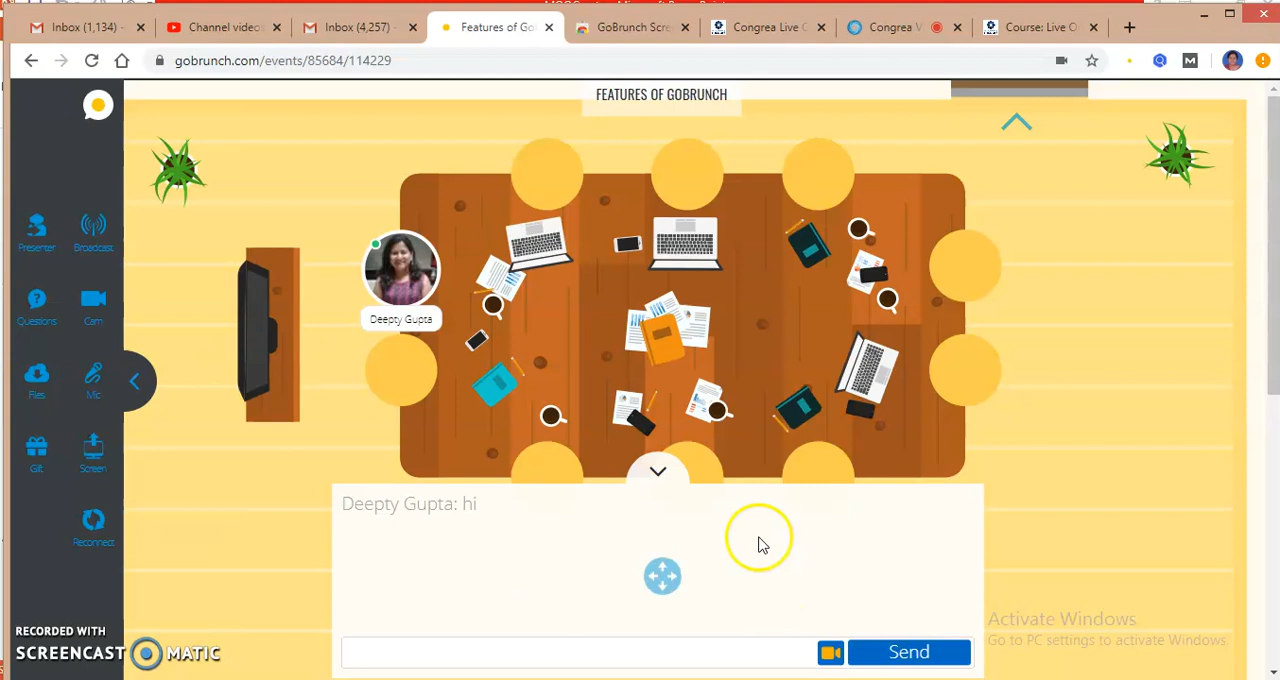 Inbox (1,134) -
Channel videos
Inbox (4,257) -
Features of Go
GoBrunch Scre
Congrea Live C
Congrea V
Course: Live O
gobrunch.com/events/85684/114229
FEATURES OF GOBRUNCH
Presenter
Broadcast
Questions
Cam
Files
Mic
Gift
Screen
Reconnect
Deepty Gupta
Deepty Gupta: hi
Send
Activate Windows
Go to PC settings to activate Windows.
RECORDED WITH
SCREENCAST MATIC